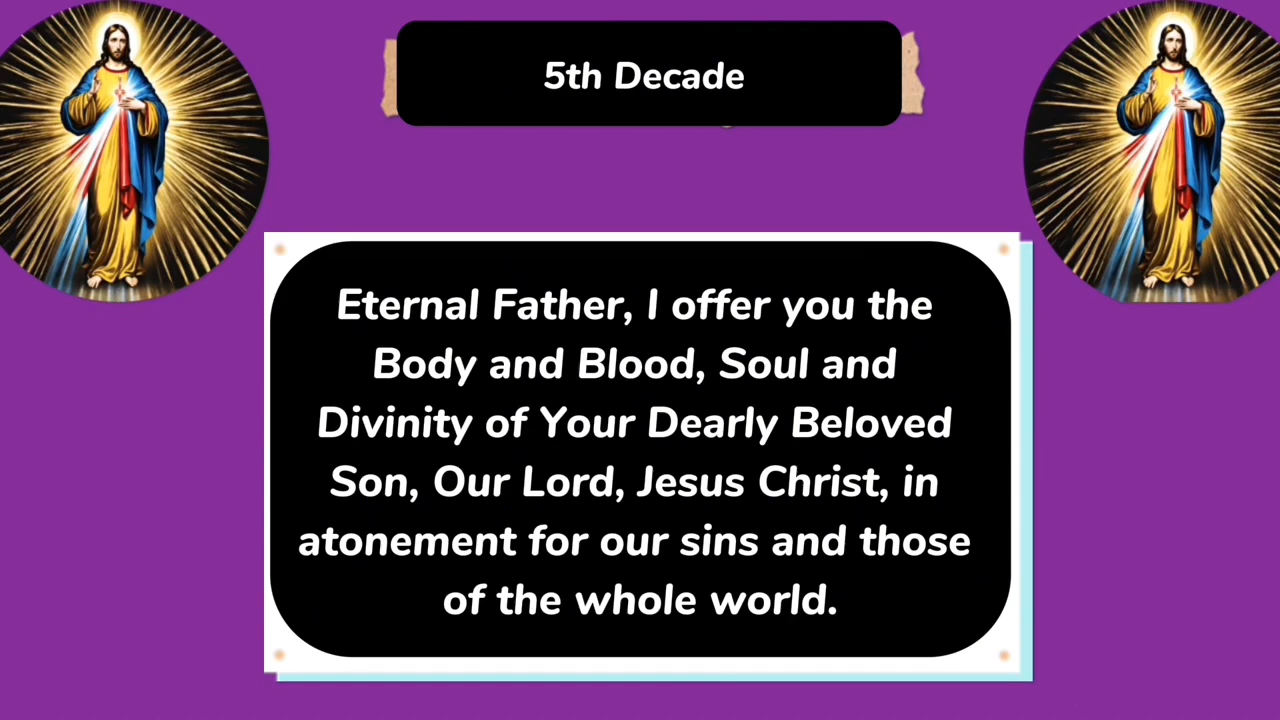 5th Decade
Eternal Father, I offer you the
Body and Blood, Soul and
Divinity of Your Dearly Beloved
Son, Our Lord, Jesus Christ, in
atonement for our sins and those
of the whole world.